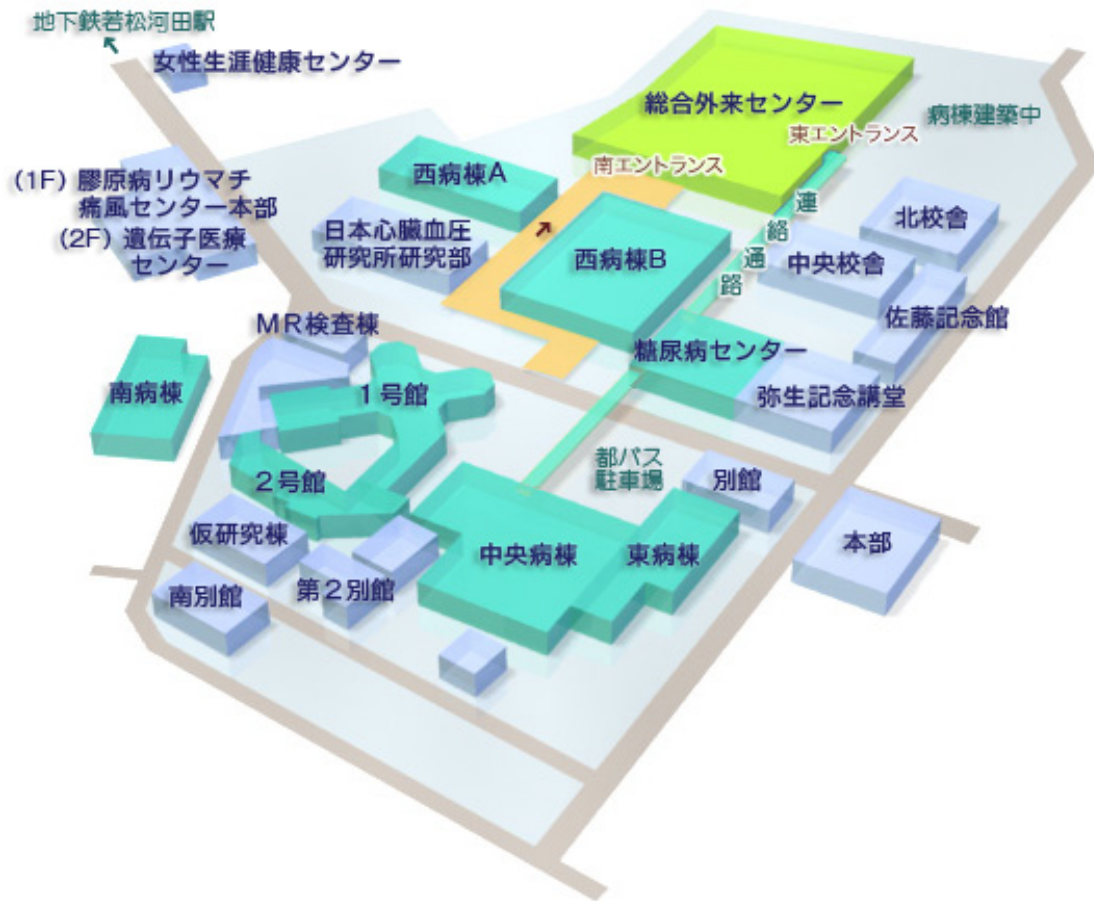 地下鉄若松河田駅
女性生涯健康センター
総合外来センター
病棟建築中
東エントランス
南エントランス
西病棟A
(1F) 膠原病リウマチ
痛風センター本部
(2F) 遺伝子医療
センター
日本心臓血圧
研究所研究部
西病棟B
連絡通路
北校舎
中央校舎
佐藤記念館
MR検査棟
糖尿病センター
南病棟
1号館
弥生記念講堂
2号館
都バス
駐車場
別館
仮研究棟
中央病棟
東病棟
本部
第2別館
南別館